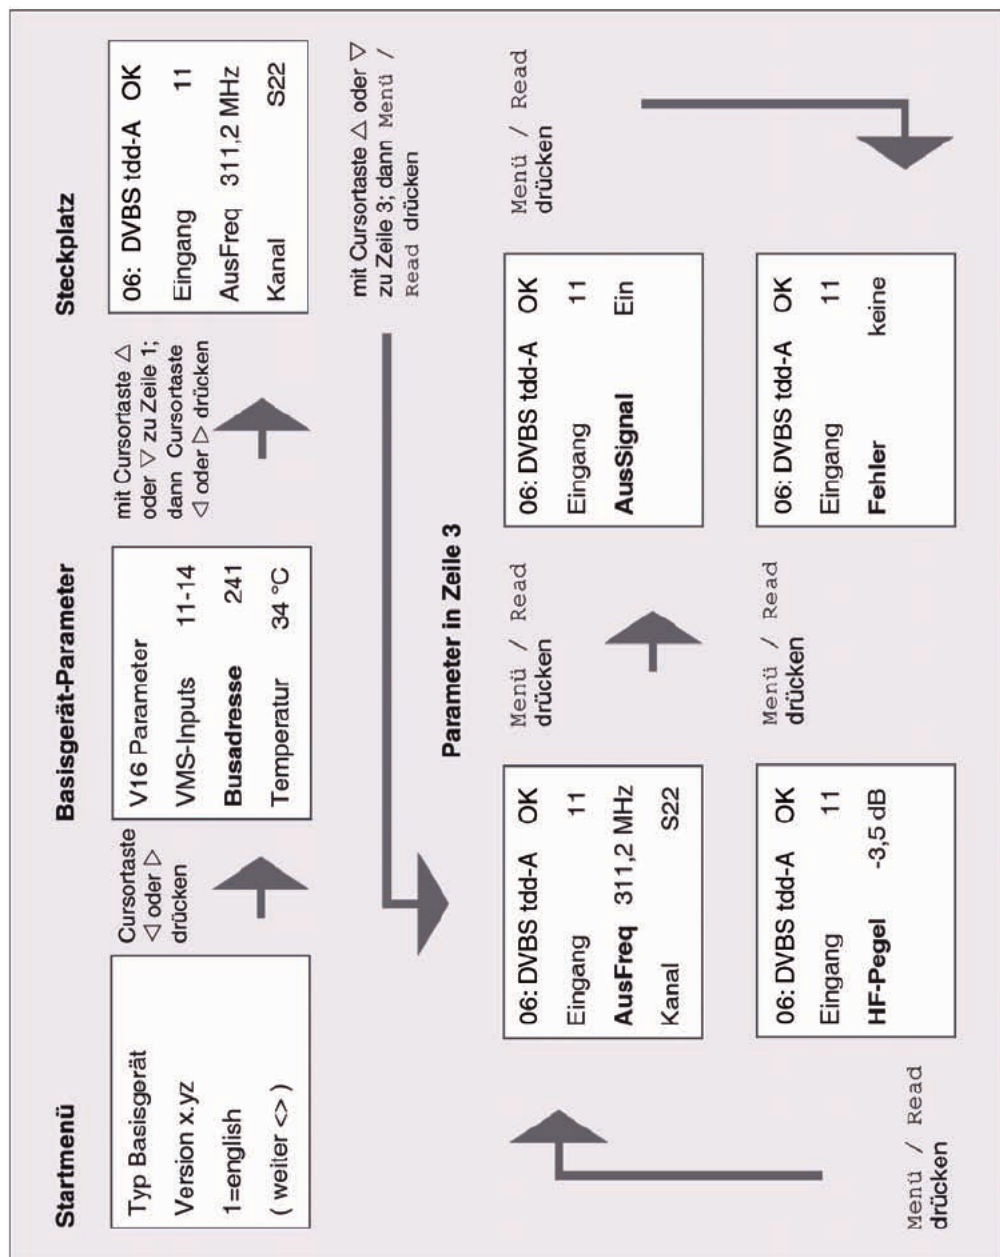 Startmenü
Typ Basisgerät
Version x.yz
1=english
( weiter <> )
Cursortaste
◁ oder ▷
drücken
Basisgerät-Parameter
V16 Parameter
VMS-Inputs 11-14
Busadresse 241
Temperatur 34 °C
mit Cursortaste △
oder ▽ zu Zeile 1;
dann Cursortaste
◁ oder ▷ drücken
Steckplatz
06: DVBS tdd-A OK
Eingang 11
AusFreq 311,2 MHz
Kanal S22
mit Cursortaste △ oder ▽
zu Zeile 3; dann Menü /
Read drücken
Parameter in Zeile 3
06: DVBS tdd-A OK
Eingang 11
AusFreq 311,2 MHz
Kanal S22
Menü / Read
drücken
06: DVBS tdd-A OK
Eingang 11
AusSignal Ein
Menü / Read
drücken
Menü / Read
drücken
06: DVBS tdd-A OK
Eingang 11
HF-Pegel -3,5 dB
Menü / Read
drücken
06: DVBS tdd-A OK
Eingang 11
Fehler keine